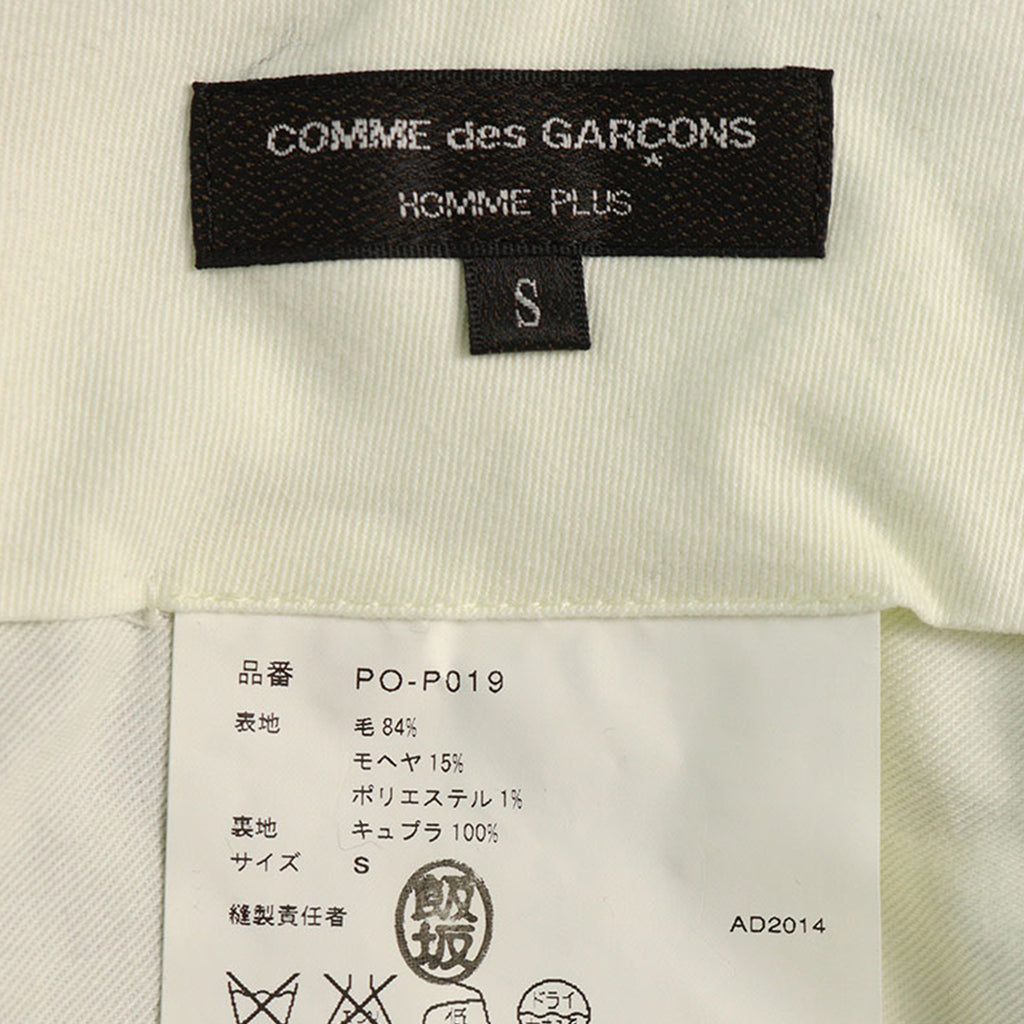 COMME des GARÇONS
HOMME PLUS
S
品番 PO-P019
表地 毛 84%
モヘヤ 15%
ポリエステル 1%
裏地 キュプラ 100%
サイズ S
縫製責任者 飯坂
AD2014
低
ドライ